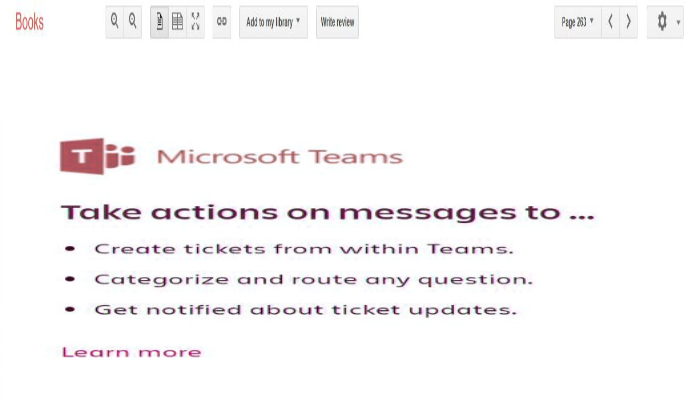 Books
Add to my library
Write review
Page 263
Microsoft Teams
Take actions on messages to ...
• Create tickets from within Teams.
• Categorize and route any question.
• Get notified about ticket updates.
Learn more